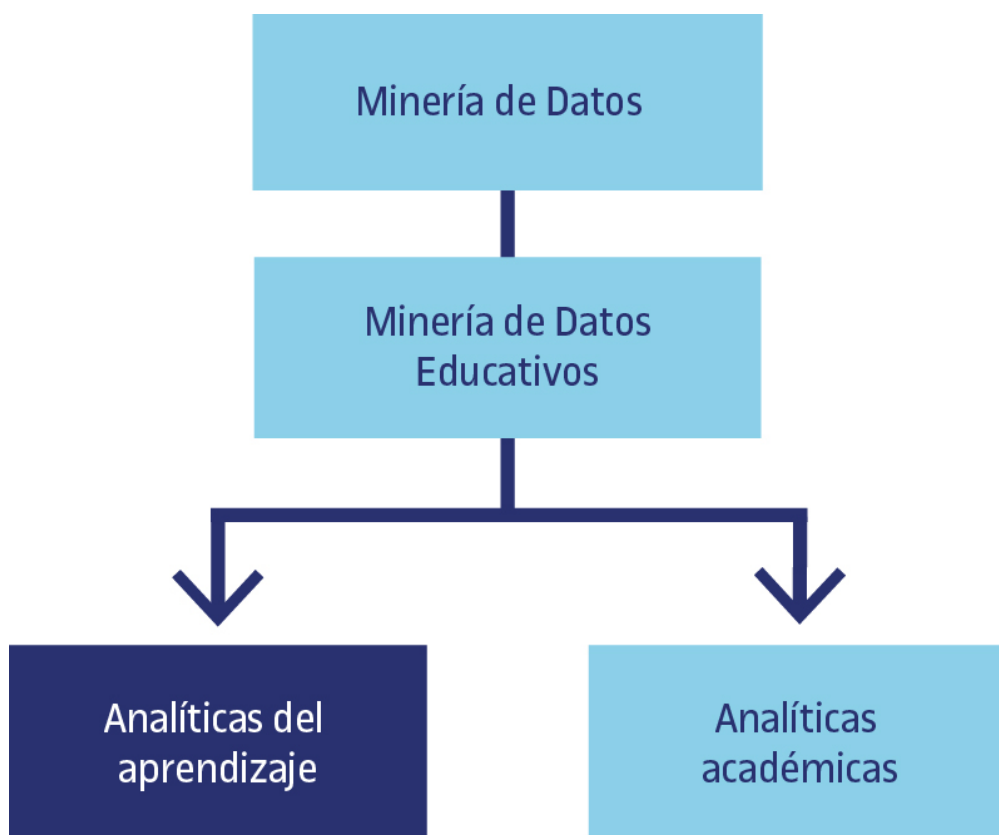 Minería de Datos
Minería de Datos
Educativos
Analíticas del
aprendizaje
Analíticas
académicas